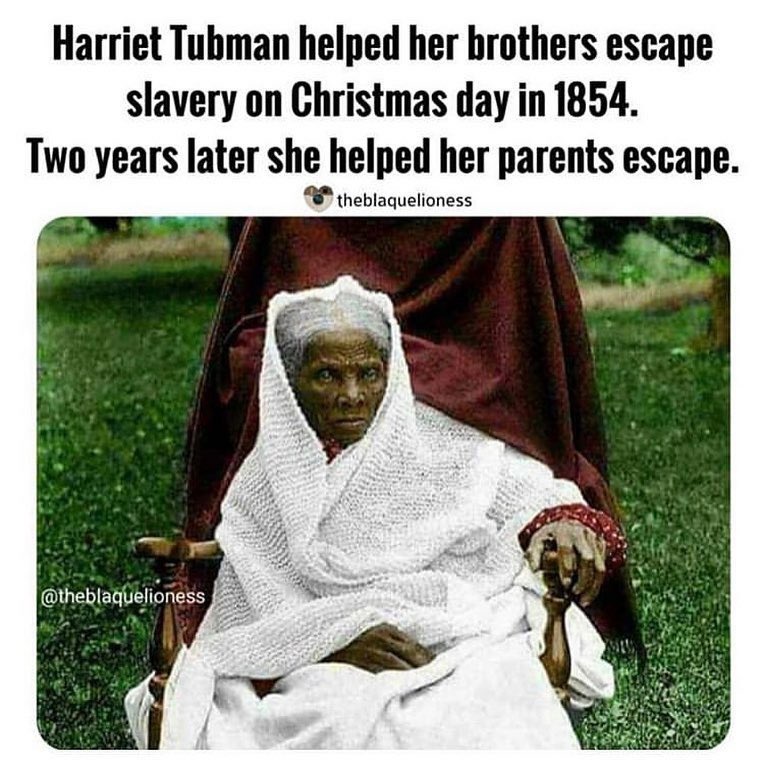 Harriet Tubman helped her brothers escape
slavery on Christmas day in 1854.
Two years later she helped her parents escape.
theblaquelioness
@theblaquelioness